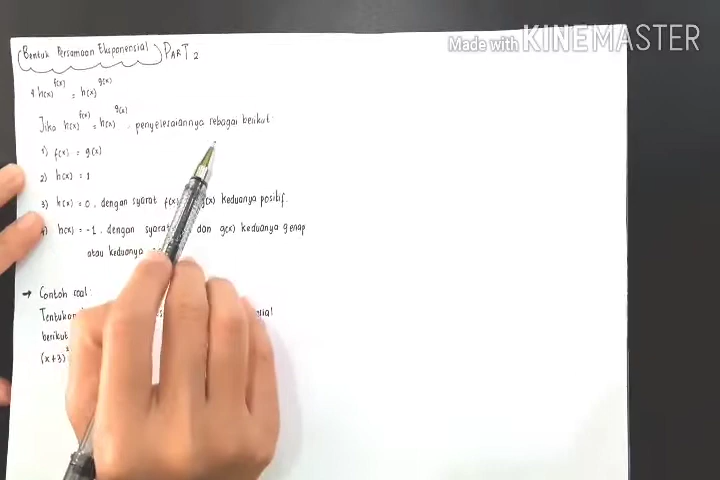 Made with KINEMASTER
Bentuk Persamaan Eksponensial PART 2
h(x)^f(x) = h(x)^g(x)
Jika h(x)^f(x) = h(x)^g(x), penyelesaiannya sebagai berikut:
1) f(x) = g(x)
2) h(x) = 1
3) h(x) = 0, dengan syarat f(x) g(x) keduanya positif.
4) h(x) = -1, dengan syarat dan g(x) keduanya genap
atau keduanya
→ Contoh soal:
Tentukan
berikut
(x+3)